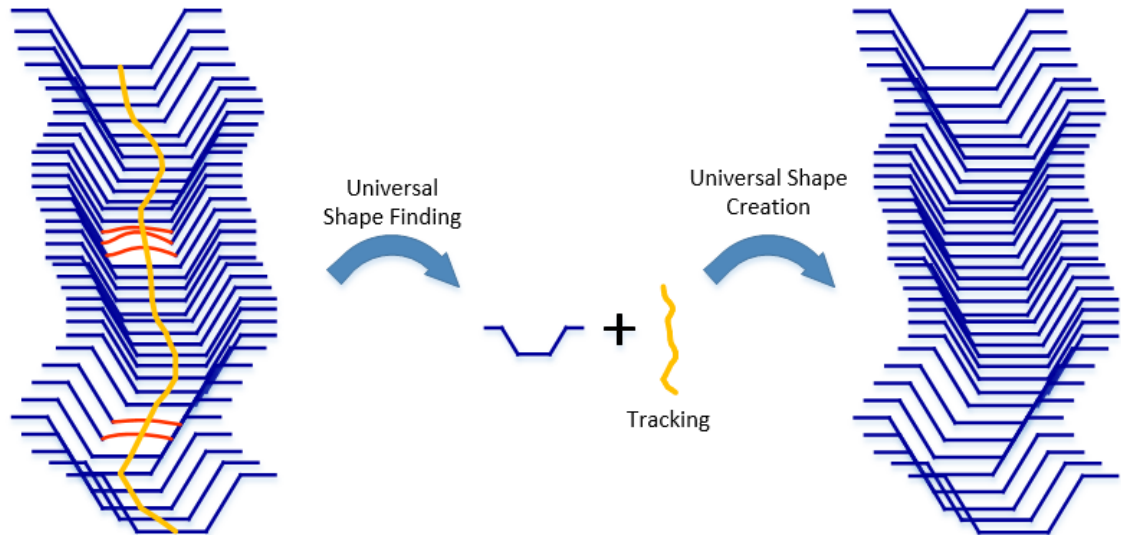 Universal
Shape Finding
+
Tracking
Universal Shape
Creation